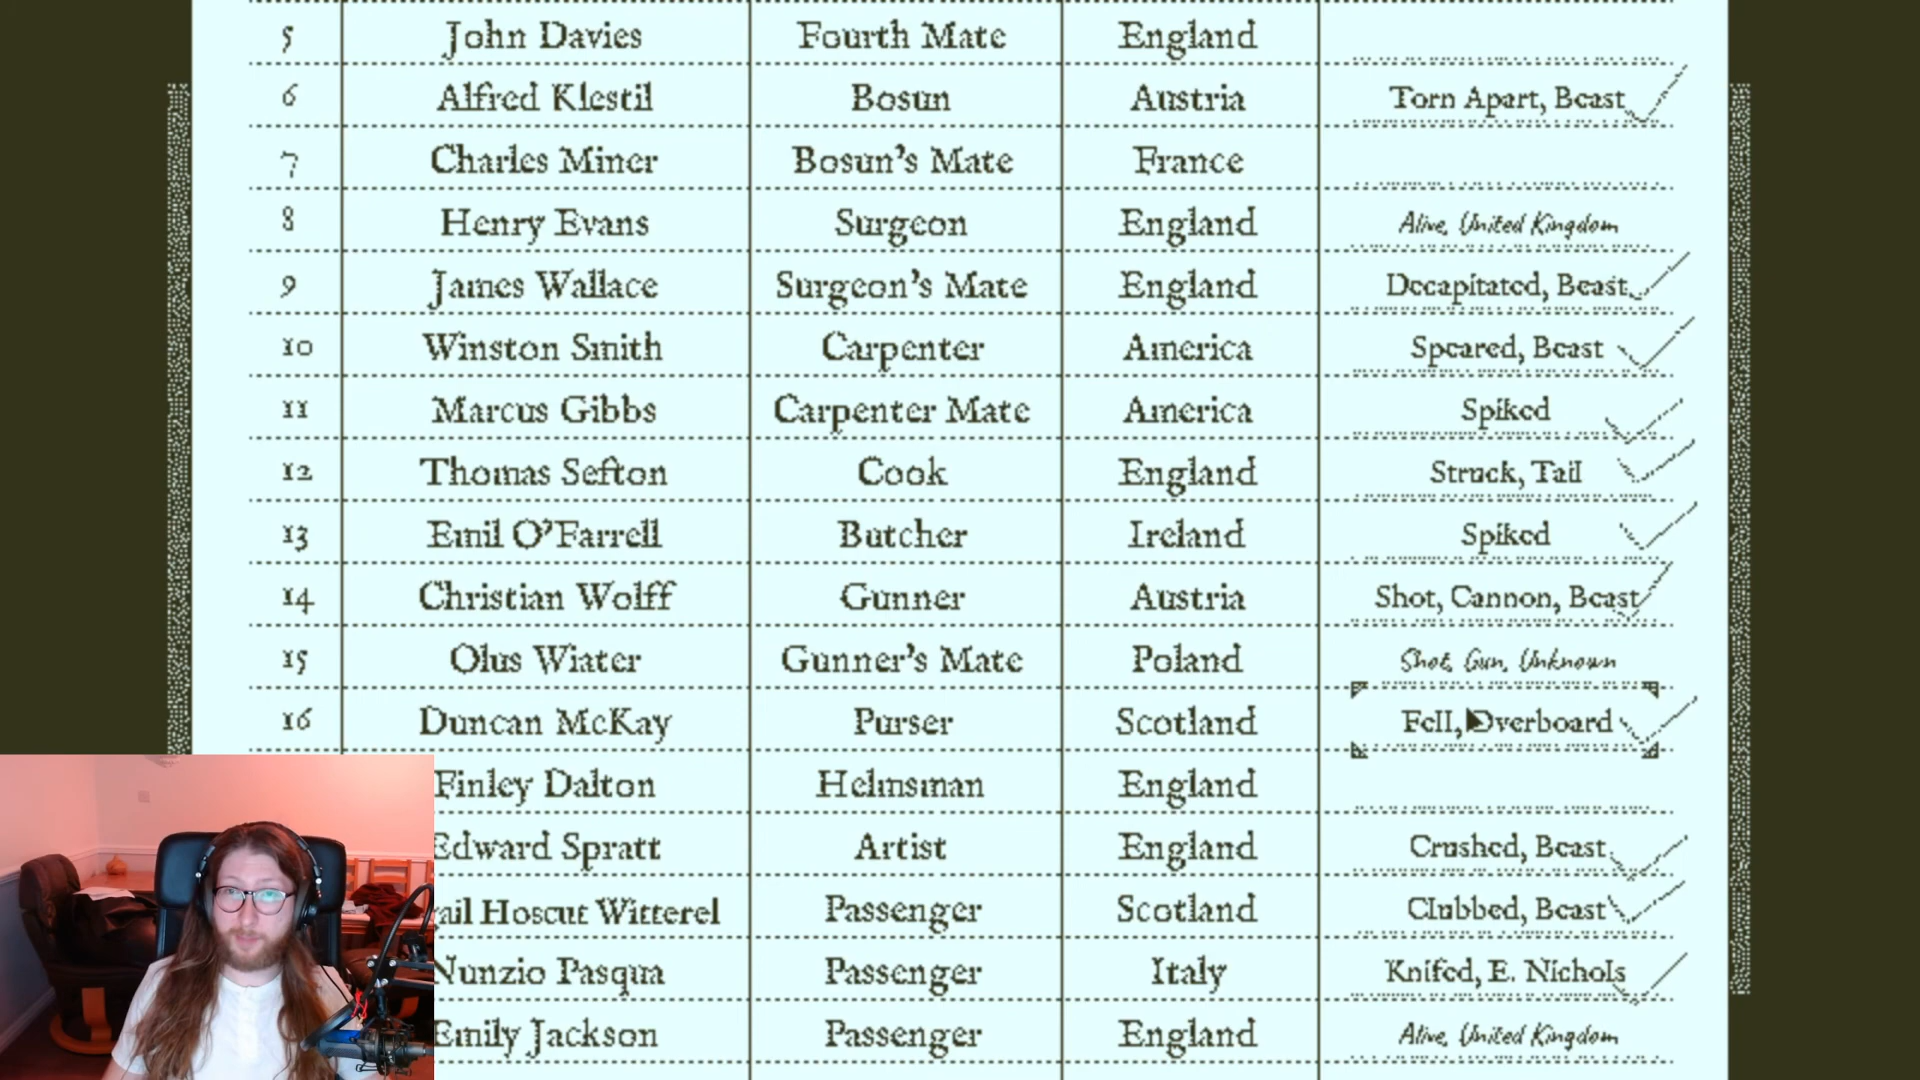 5 John Davies Fourth Mate England
6 Alfred Klestil Bosun Austria Torn Apart, Beast
7 Charles Miner Bosun's Mate France
8 Henry Evans Surgeon England Alive, United Kingdom
9 James Wallace Surgeon's Mate England Decapitated, Beast
10 Winston Smith Carpenter America Speared, Beast
11 Marcus Gibbs Carpenter Mate America Spiked
12 Thomas Sefton Cook England Struck, Tail
13 Emil O'Farrell Butcher Ireland Spiked
14 Christian Wolff Gunner Austria Shot, Cannon, Beast
15 Olus Wiater Gunner's Mate Poland Shot, Gun, Unknown
16 Duncan McKay Purser Scotland Fell, Overboard
Finley Dalton Helmsman England
Edward Spratt Artist England Crushed, Beast
Hoscut Witterel Passenger Scotland Clubbed, Beast
Nunzio Pasqua Passenger Italy Knifed, E. Nichols
Emily Jackson Passenger England Alive, United Kingdom